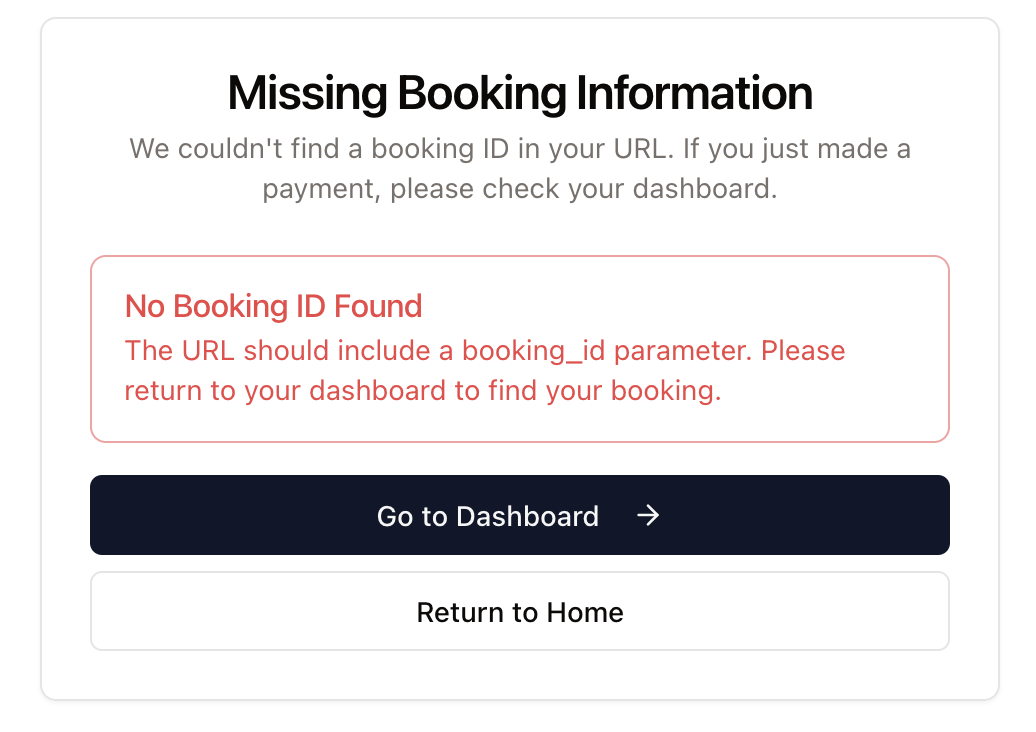 Missing Booking Information
We couldn't find a booking ID in your URL. If you just made a
payment, please check your dashboard.
No Booking ID Found
The URL should include a booking_id parameter. Please
return to your dashboard to find your booking.
Go to Dashboard →
Return to Home